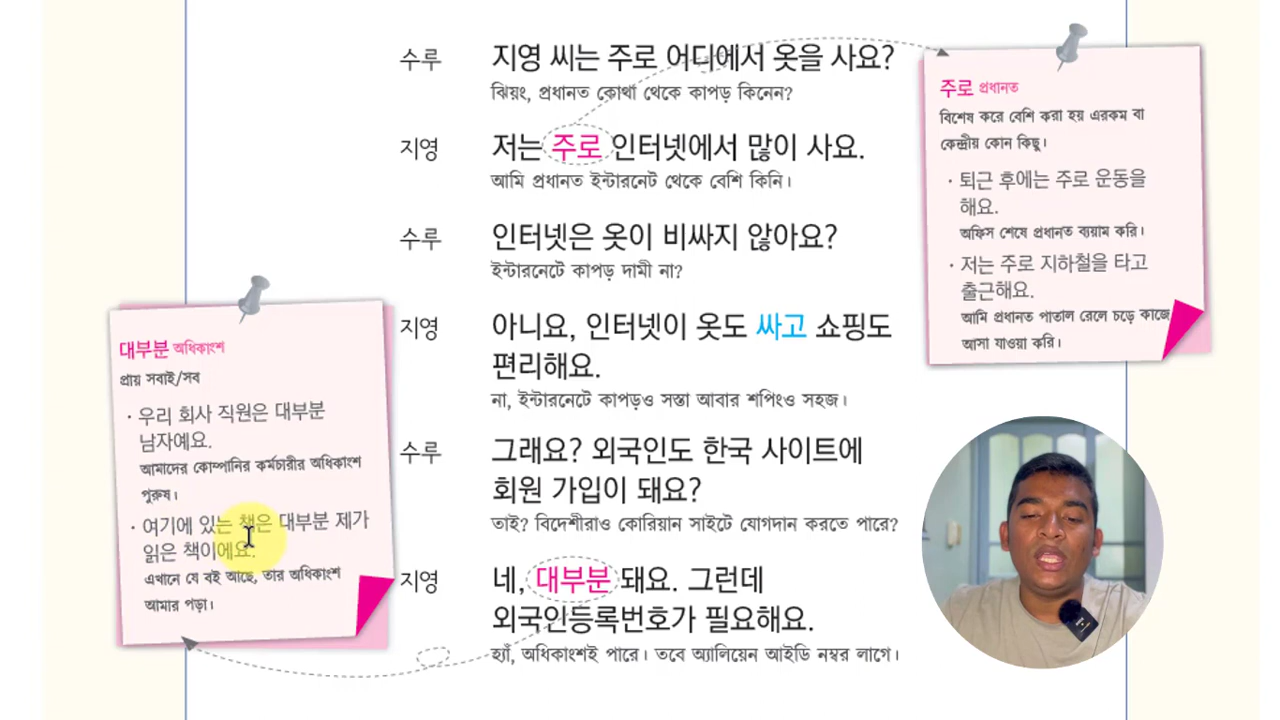 수루 지영 씨는 주로 어디에서 옷을 사요?
ঝিয়ং, প্রধানত কোথা থেকে কাপড় কিনেন?
지영 저는 주로 인터넷에서 많이 사요.
আমি প্রধানত ইন্টারনেট থেকে বেশি কিনি।
수루 인터넷은 옷이 비싸지 않아요?
ইন্টারনেটে কাপড় দামী না?
지영 아니요, 인터넷이 옷도 싸고 쇼핑도
편리해요.
না, ইন্টারনেটে কাপড়ও সস্তা আবার শপিংও সহজ।
수루 그래요? 외국인도 한국 사이트에
회원 가입이 돼요?
তাই? বিদেশীরাও কোরিয়ান সাইটে যোগদান করতে পারে?
지영 네, 대부분 돼요. 그런데
외국인등록번호가 필요해요.
হ্যাঁ, অধিকাংশই পারে। তবে অ্যালিয়েন আইডি নম্বর লাগে।
주로 প্রধানত
বিশেষ করে বেশি করা হয় এরকম বা
কেন্দ্রীয় কোন কিছু।
· 퇴근 후에는 주로 운동을
해요.
অফিস শেষে প্রধানত ব্যয়াম করি।
· 저는 주로 지하철을 타고
출근해요.
আমি প্রধানত পাতাল রেলে চড়ে কাজে
আসা যাওয়া করি।
대부분 অধিকাংশ
প্রায় সবাই/সব
· 우리 회사 직원은 대부분
남자예요.
আমাদের কোম্পানির কর্মচারীর অধিকাংশ
পুরুষ।
· 여기에 있는 책은 대부분 제가
읽은 책이에요.
এখানে যে বই আছে, তার অধিকাংশ
আমার পড়া।